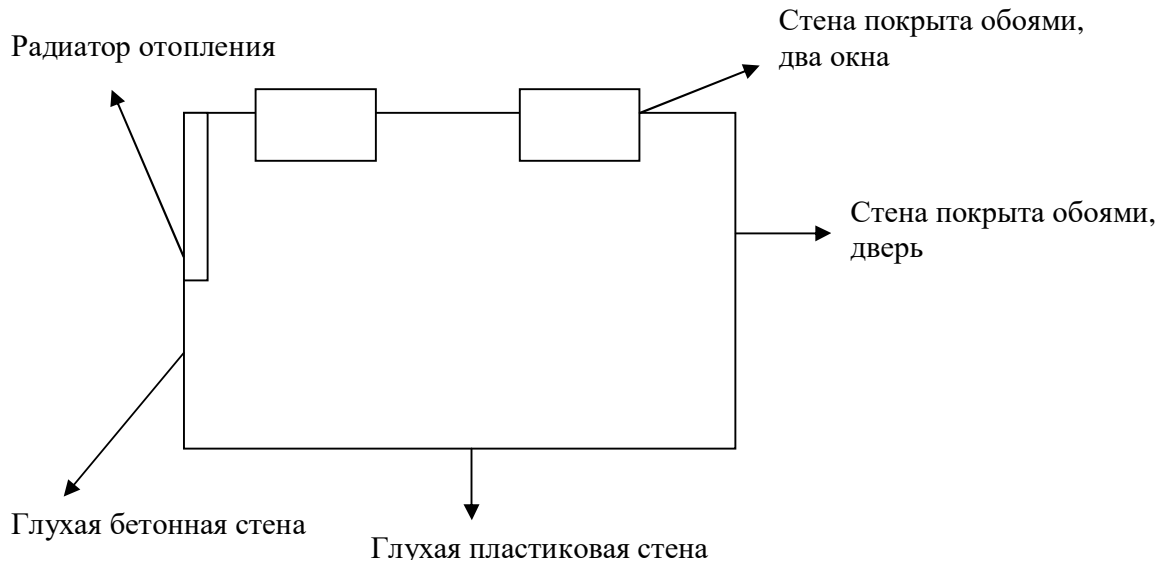 Стена покрыта обоями,
два окна
Радиатор отопления
Стена покрыта обоями,
дверь
Глухая бетонная стена
Глухая пластиковая стена